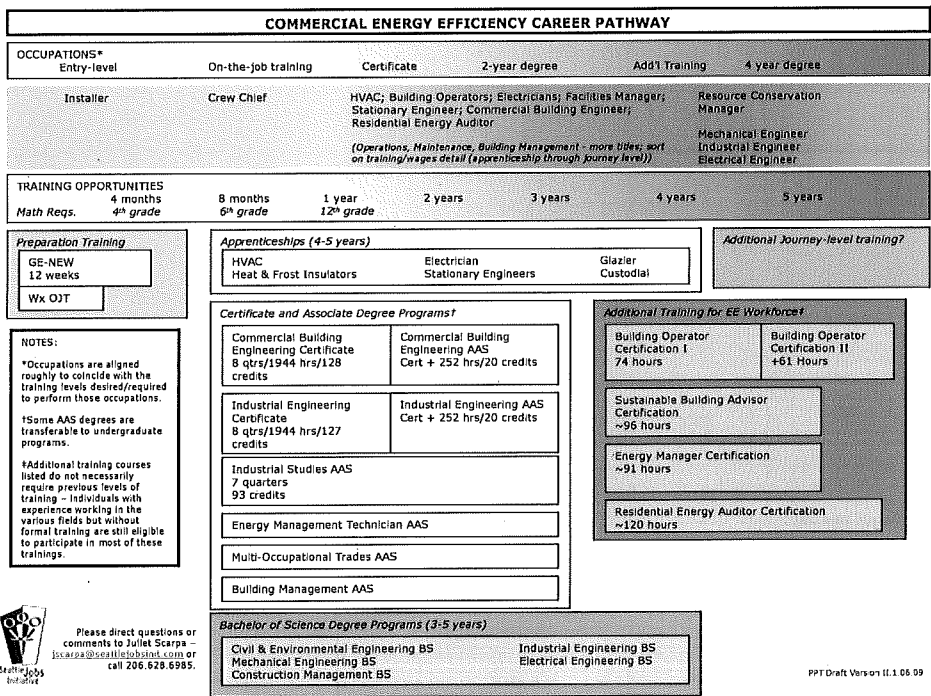 COMMERCIAL ENERGY EFFICIENCY CAREER PATHWAY
OCCUPATIONS*
Entry-level On-the-job training Certificate 2-year degree Add'l Training 4 year degree
Installer
Crew Chief
HVAC; Building Operators; Electricians; Facilities Manager;
Stationary Engineer; Commercial Building Engineer;
Residential Energy Auditor
(Operations, Maintenance, Building Management - more titles; sort
on training/wages detail (apprenticeship through journey level))
Resource Conservation
Manager
Mechanical Engineer
Industrial Engineer
Electrical Engineer
TRAINING OPPORTUNITIES
4 months 8 months 1 year 2 years 3 years 4 years 5 years
Math Reqs. 4th grade 6th grade 12th grade
Preparation Training
GE-NEW
12 weeks
Wx OJT
Apprenticeships (4-5 years)
HVAC Electrician Glazier
Heat & Frost Insulators Stationary Engineers Custodial
Additional Journey-level training?
Certificate and Associate Degree Programs†
Commercial Building
Engineering Certificate
8 qtrs/1944 hrs/128
credits
Commercial Building
Engineering AAS
Cert + 252 hrs/20 credits
Industrial Engineering
Certificate
8 qtrs/1944 hrs/127
credits
Industrial Engineering AAS
Cert + 252 hrs/20 credits
Industrial Studies AAS
7 quarters
93 credits
Energy Management Technician AAS
Multi-Occupational Trades AAS
Building Management AAS
Additional Training for EE Workforce‡
Building Operator
Certification I
74 hours
Building Operator
Certification II
+61 Hours
Sustainable Building Advisor
Certification
~96 hours
Energy Manager Certification
~91 hours
Residential Energy Auditor Certification
~120 hours
NOTES:
*Occupations are aligned
roughly to coincide with the
training levels desired/required
to perform those occupations.
†Some AAS degrees are
transferable to undergraduate
programs.
‡Additional training courses
listed do not necessarily
require previous levels of
training – individuals with
experience working in the
various fields but without
formal training are still eligible
to participate in most of these
trainings.
Bachelor of Science Degree Programs (3-5 years)
Civil & Environmental Engineering BS Industrial Engineering BS
Mechanical Engineering BS Electrical Engineering BS
Construction Management BS
Seattle Jobs
Initiative
Please direct questions or
comments to Juliet Scarpa –
jscarpa@seattlejobsinit.com or
call 206.628.6985.
PPT Draft Version II.1.06.09